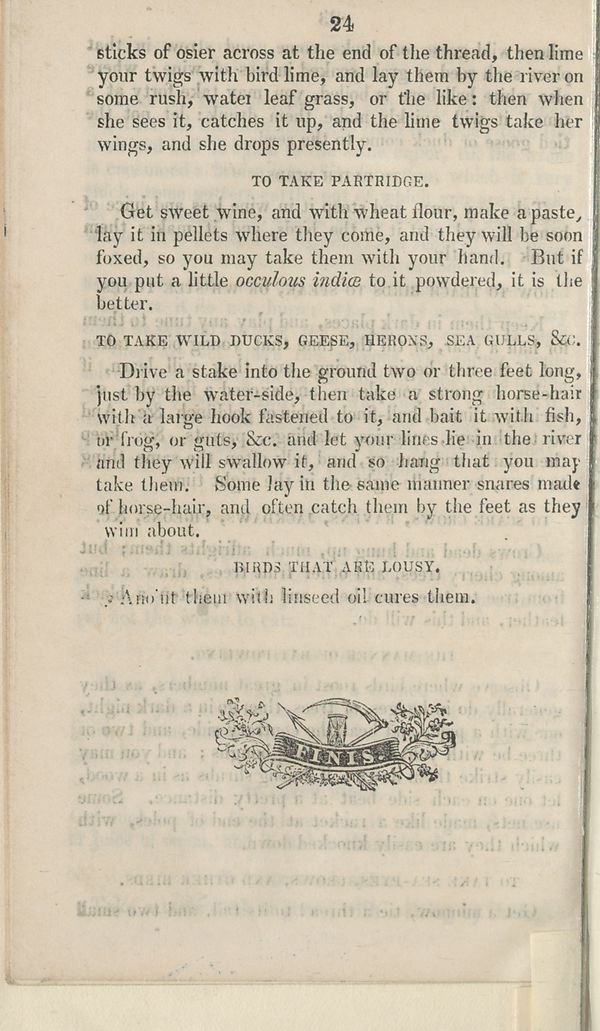 24
sticks of osier across at the end of the thread, then lime
your twigs with bird lime, and lay them by the river on
some rush, water leaf grass, or the like: then when
she sees it, catches it up, and the lime twigs take her
wings, and she drops presently.
TO TAKE PARTRIDGE.
Get sweet wine, and with wheat flour, make a paste,
lay it in pellets where they come, and they will be soon
foxed, so you may take them with your hand. But if
you put a little occulous indicæ to it powdered, it is the
better.
TO TAKE WILD DUCKS, GEESE, HERONS, SEA GULLS, &c.
Drive a stake into the ground two or three feet long,
just by the water-side, then take a strong horse-hair
with a large hook fastened to it, and bait it with fish,
or frog, or guts, &c. and let your lines lie in the river
and they will swallow it, and so hang that you may
take them. Some lay in the same manner snares made
of horse-hair, and often catch them by the feet as they
wim about.
BIRDS THAT ARE LOUSY.
Ano'nt them with linseed oil cures them.
FINIS